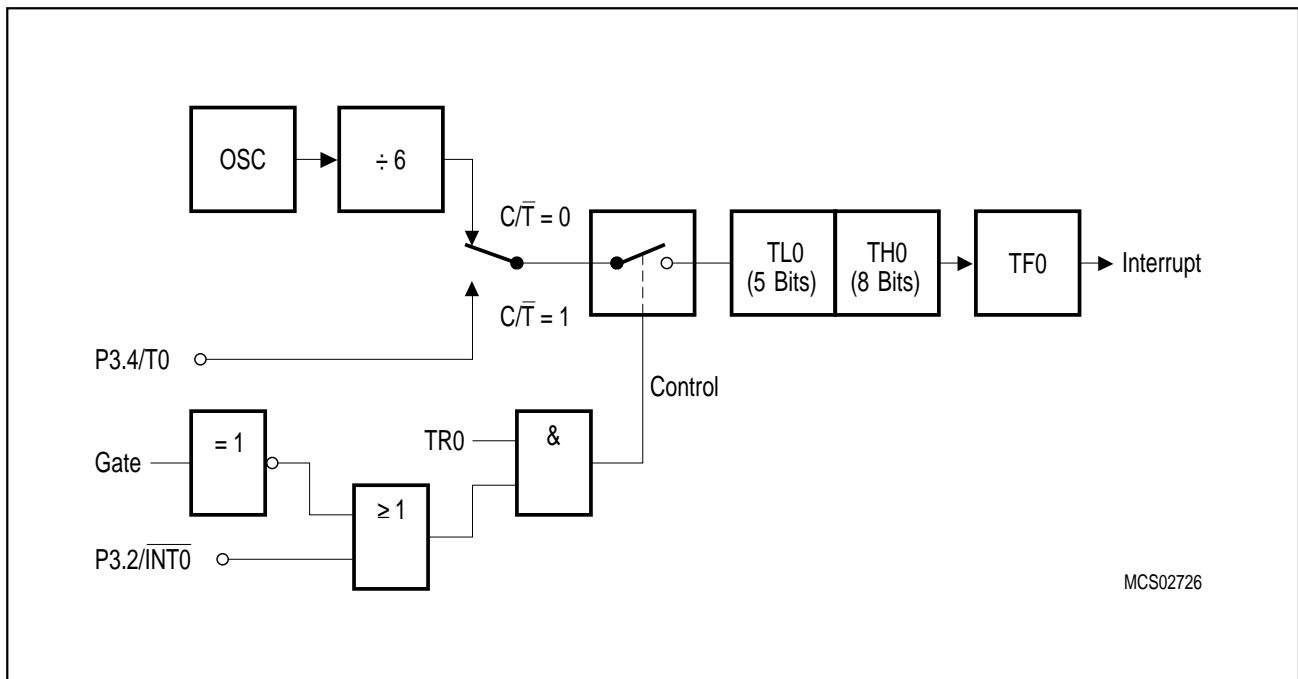 OSC
÷ 6
C/T̅ = 0
C/T̅ = 1
TL0
(5 Bits)
TH0
(8 Bits)
TF0
Interrupt
P3.4/T0
Control
TR0
&
= 1
Gate
≥ 1
P3.2/I̅N̅T̅0̅
MCS02726